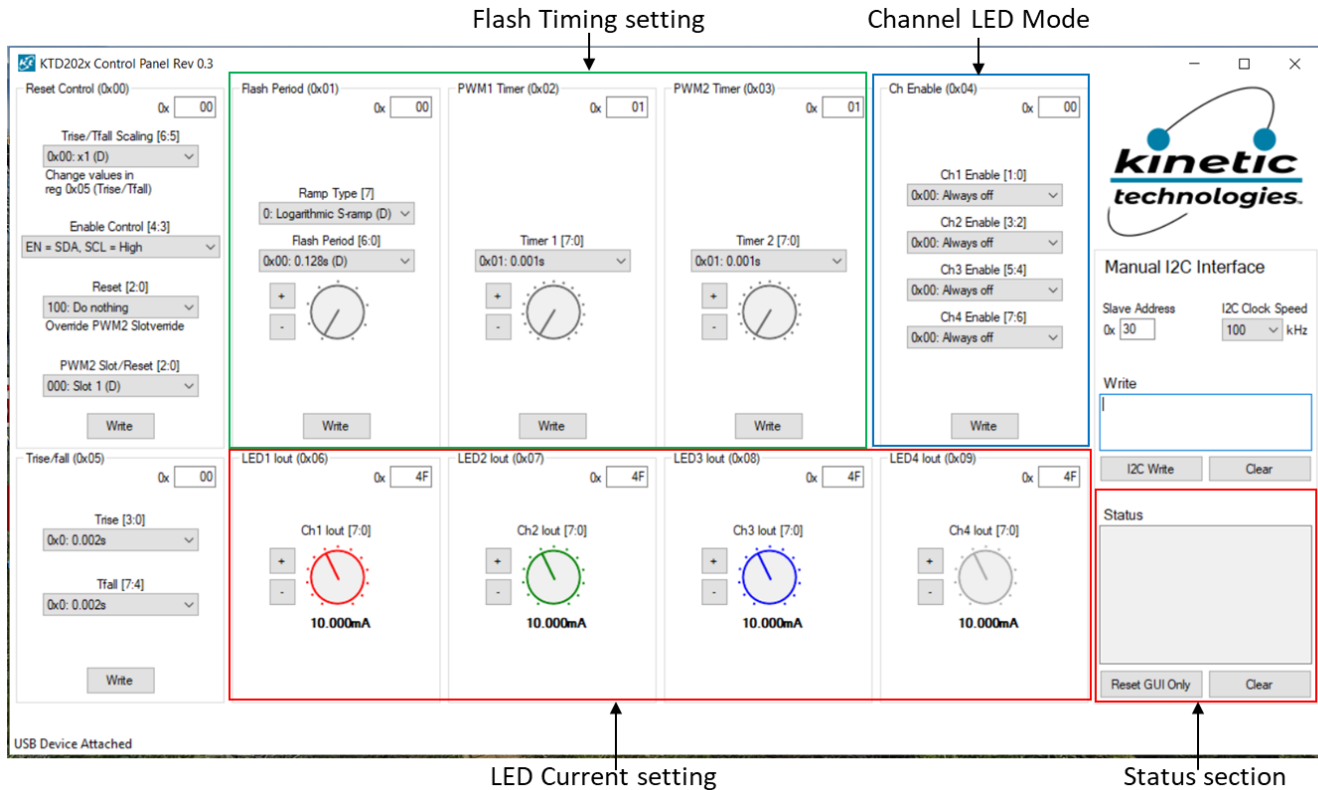 Flash Timing setting
Channel LED Mode
KTD202x Control Panel Rev 0.3
Reset Control (0x00)
0x 00
Trise/Tfall Scaling [6:5]
0x00: x1 (D)
Change values in
reg 0x05 (Trise/Tfall)
Enable Control [4:3]
EN = SDA, SCL = High
Reset [2:0]
100: Do nothing
Override PWM2 Slotverride
PWM2 Slot/Reset [2:0]
000: Slot 1 (D)
Write
Flash Period (0x01)
0x 00
Ramp Type [7]
0: Logarithmic S-ramp (D)
Flash Period [6:0]
0x00: 0.128s (D)
+
-
Write
PWM1 Timer (0x02)
0x 01
Timer 1 [7:0]
0x01: 0.001s
+
-
Write
PWM2 Timer (0x03)
0x 01
Timer 2 [7:0]
0x01: 0.001s
+
-
Write
Ch Enable (0x04)
0x 00
Ch1 Enable [1:0]
0x00: Always off
Ch2 Enable [3:2]
0x00: Always off
Ch3 Enable [5:4]
0x00: Always off
Ch4 Enable [7:6]
0x00: Always off
Write
kinetic
technologies
Manual I2C Interface
Slave Address
0x 30
I2C Clock Speed
100 kHz
Write
I2C Write
Clear
Trise/fall (0x05)
0x 00
Trise [3:0]
0x0: 0.002s
Tfall [7:4]
0x0: 0.002s
Write
LED1 Iout (0x06)
0x 4F
Ch1 Iout [7:0]
+
-
10.000mA
LED2 Iout (0x07)
0x 4F
Ch2 Iout [7:0]
+
-
10.000mA
LED3 Iout (0x08)
0x 4F
Ch3 Iout [7:0]
+
-
10.000mA
LED4 Iout (0x09)
0x 4F
Ch4 Iout [7:0]
+
-
10.000mA
Status
Reset GUI Only
Clear
USB Device Attached
LED Current setting
Status section